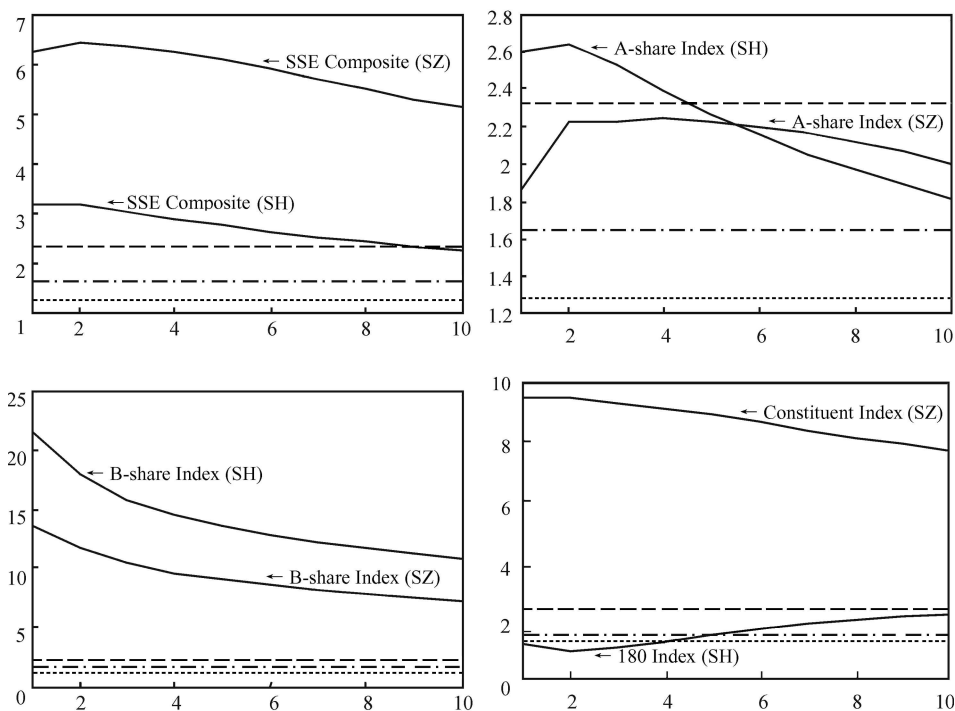 7
6
5
4
3
2
1
SSE Composite (SZ)
SSE Composite (SH)
2 4 6 8 10
2.8
2.6
2.4
2.2
2
1.8
1.6
1.4
1.2
A-share Index (SH)
A-share Index (SZ)
2 4 6 8 10
25
20
15
10
5
0
B-share Index (SH)
B-share Index (SZ)
2 4 6 8 10
10
8
6
4
2
0
Constituent Index (SZ)
180 Index (SH)
2 4 6 8 10